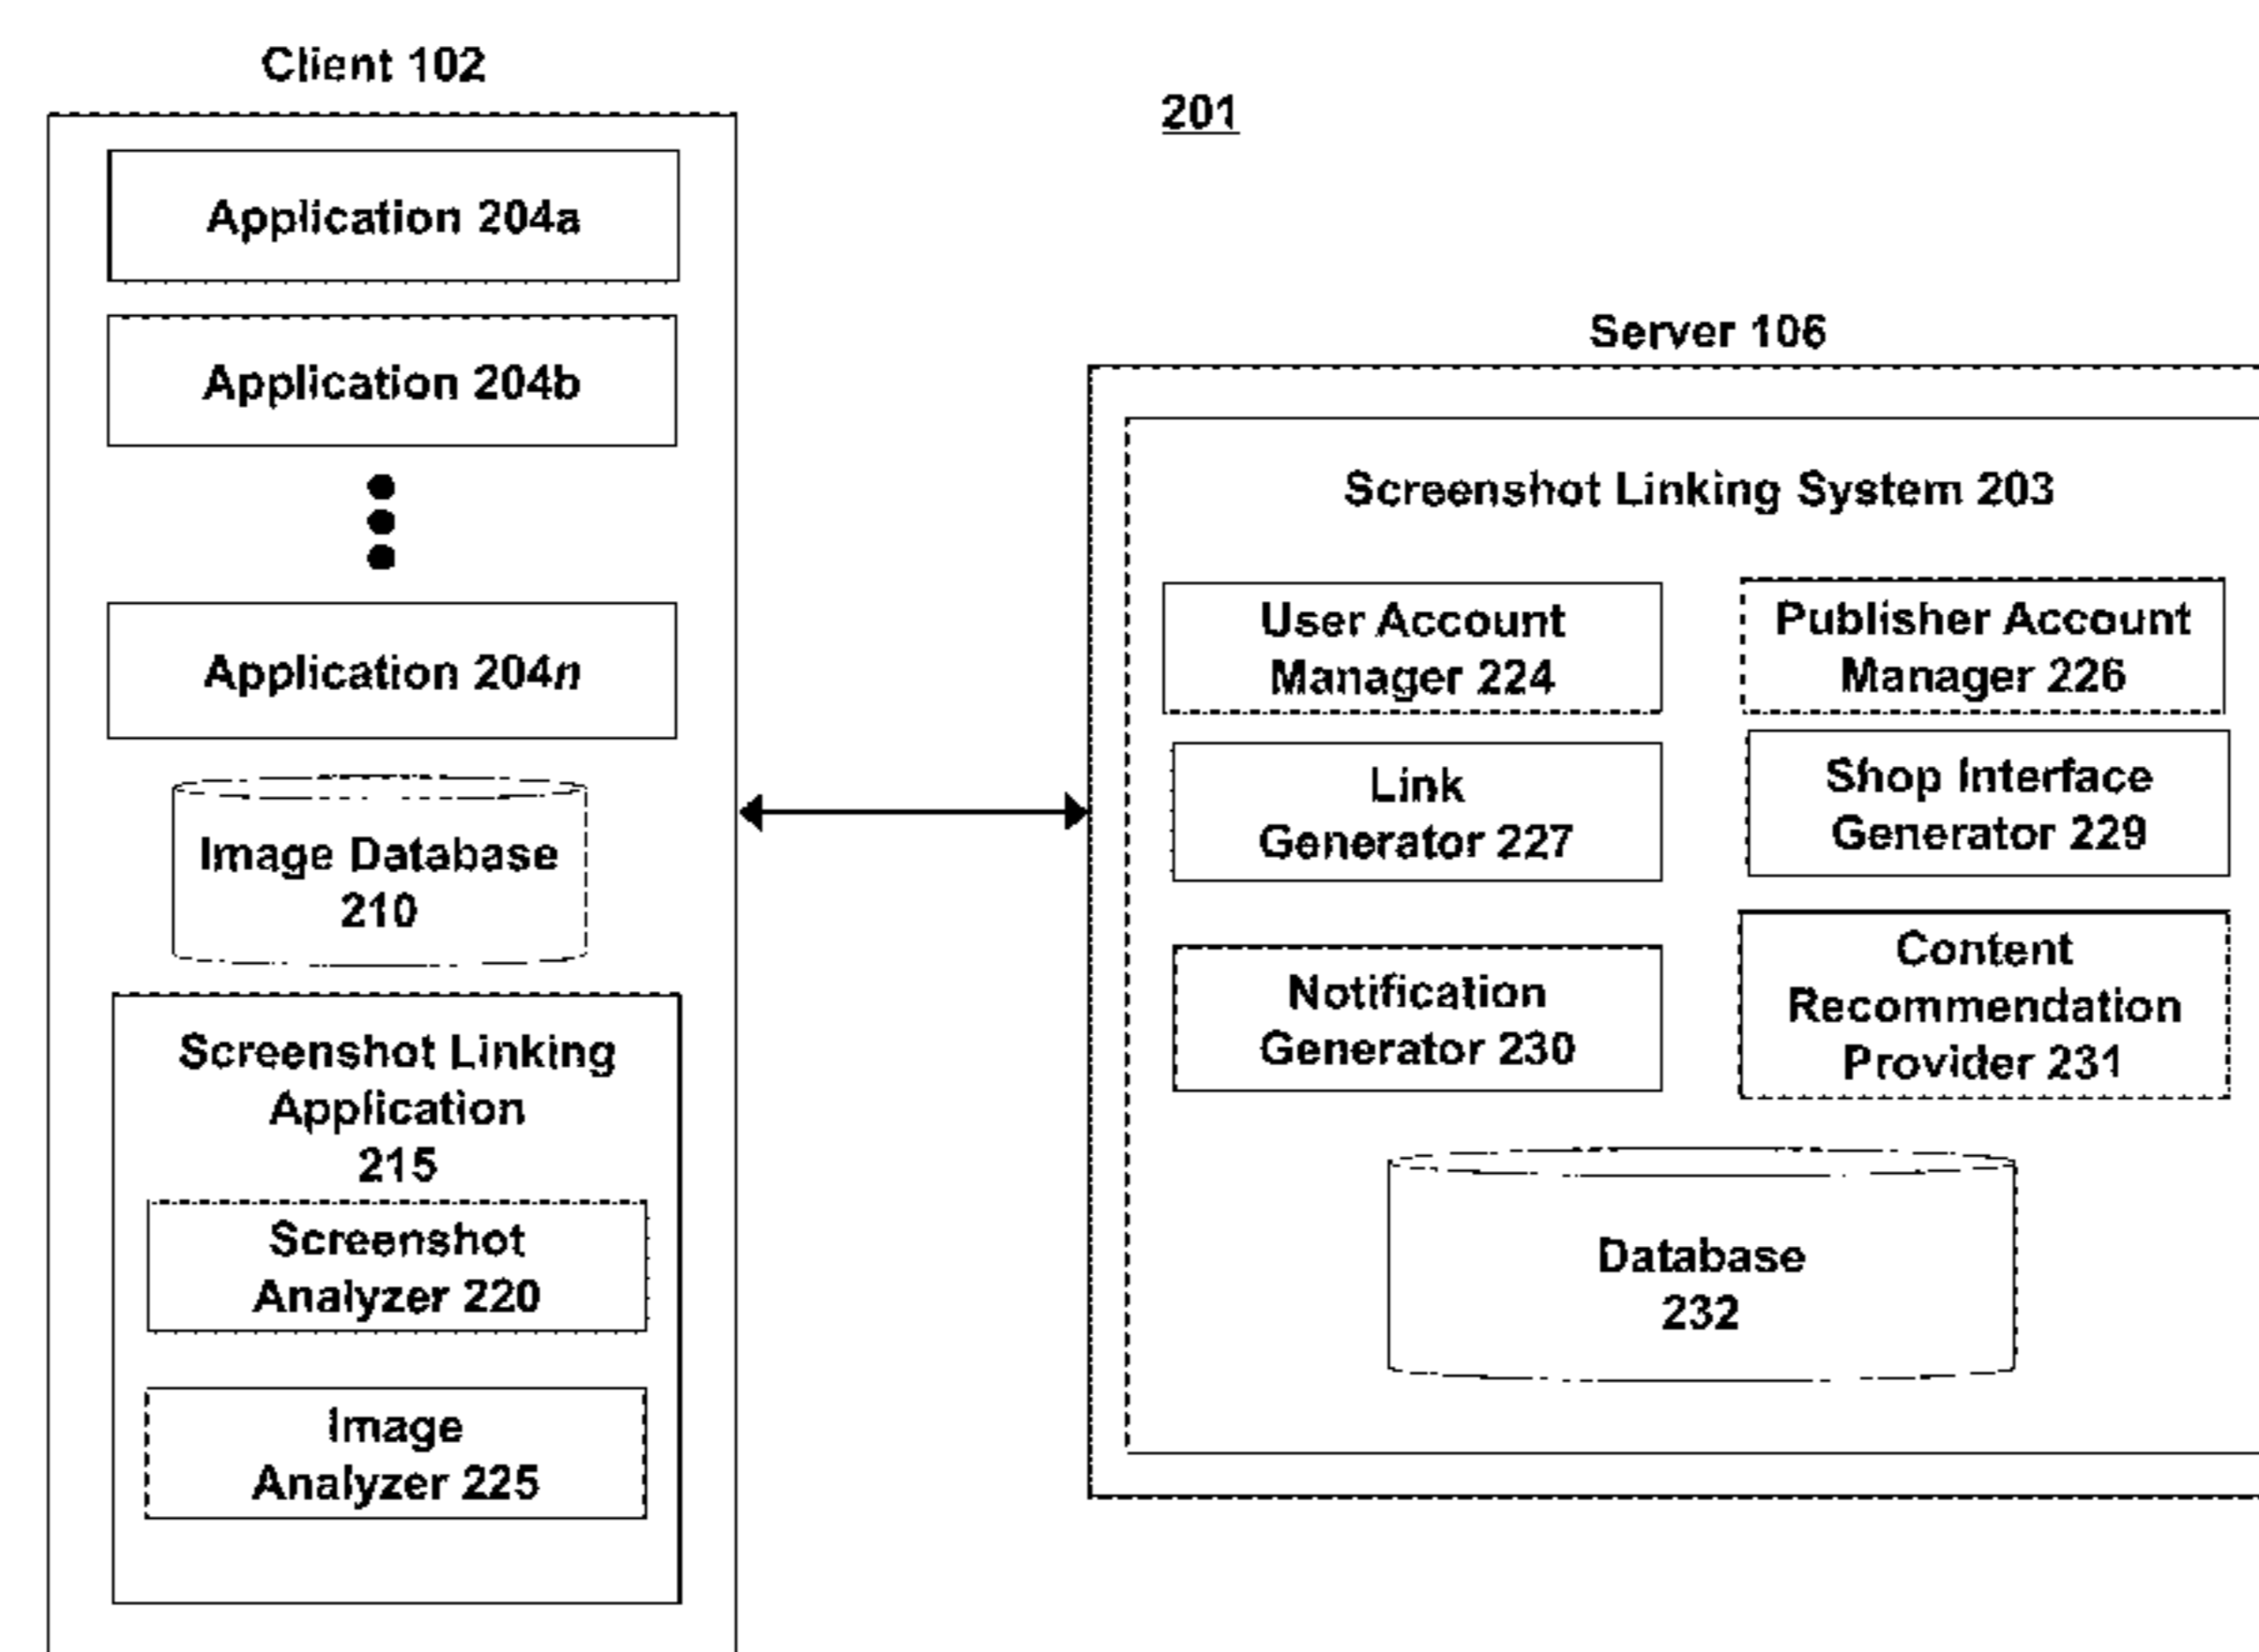 Client 102
Application 204a
Application 204b
Application 204n
Image Database
210
Screenshot Linking
Application
215
Screenshot
Analyzer 220
Image
Analyzer 225
201
Server 106
Screenshot Linking System 203
User Account
Manager 224
Publisher Account
Manager 226
Link
Generator 227
Shop Interface
Generator 229
Notification
Generator 230
Content
Recommendation
Provider 231
Database
232